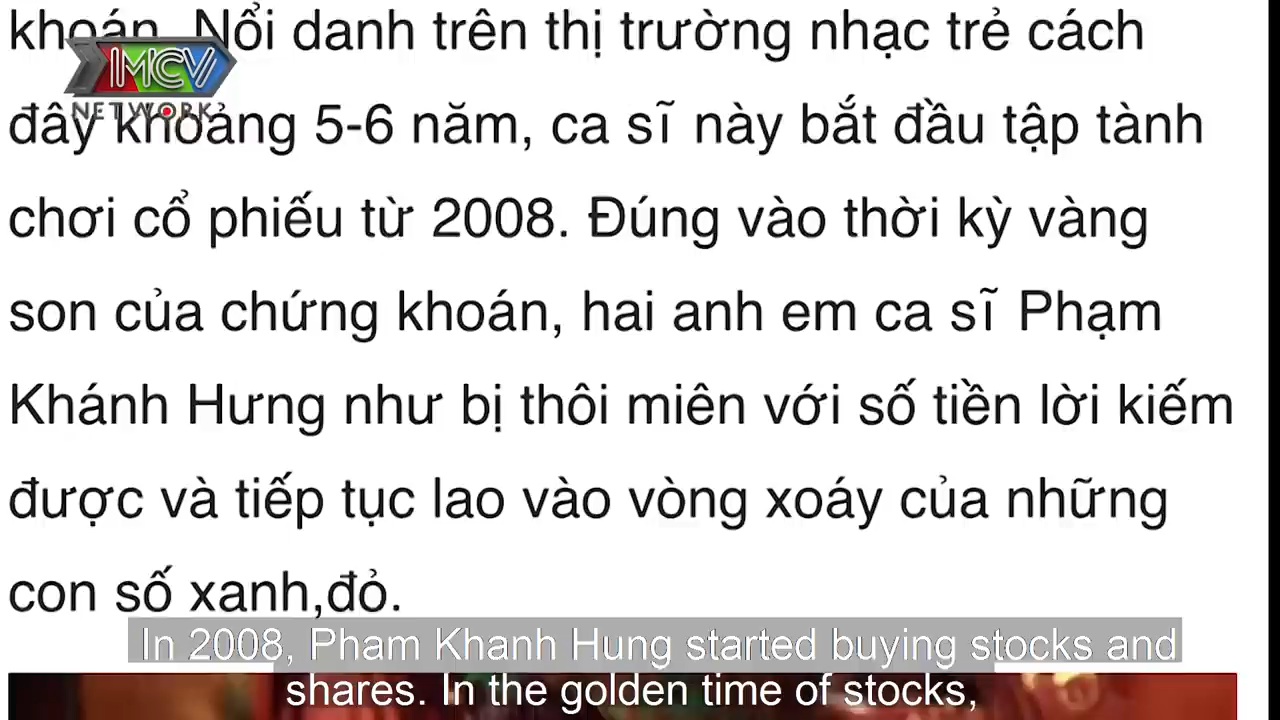 khoán. Nổi danh trên thị trường nhạc trẻ cách
MCV
NETWORK
đây khoảng 5-6 năm, ca sĩ này bắt đầu tập tành
chơi cổ phiếu từ 2008. Đúng vào thời kỳ vàng
son của chứng khoán, hai anh em ca sĩ Phạm
Khánh Hưng như bị thôi miên với số tiền lời kiếm
được và tiếp tục lao vào vòng xoáy của những
con số xanh,đỏ.
In 2008, Pham Khanh Hung started buying stocks and
shares. In the golden time of stocks,